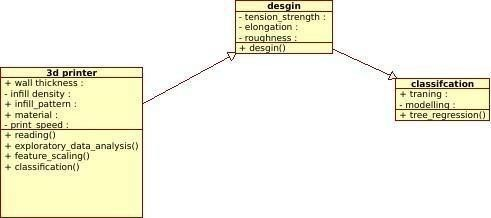 desgin
- tension_strength :
- elongation :
- roughness :
+ desgin()
3d printer
+ wall thickness :
- infill density :
+ infill_pattern :
+ material :
- print_speed :
+ reading()
+ exploratory_data_analysis()
+ feature_scaling()
+ classification()
classifcation
+ traning :
- modelling :
+ tree_regression()